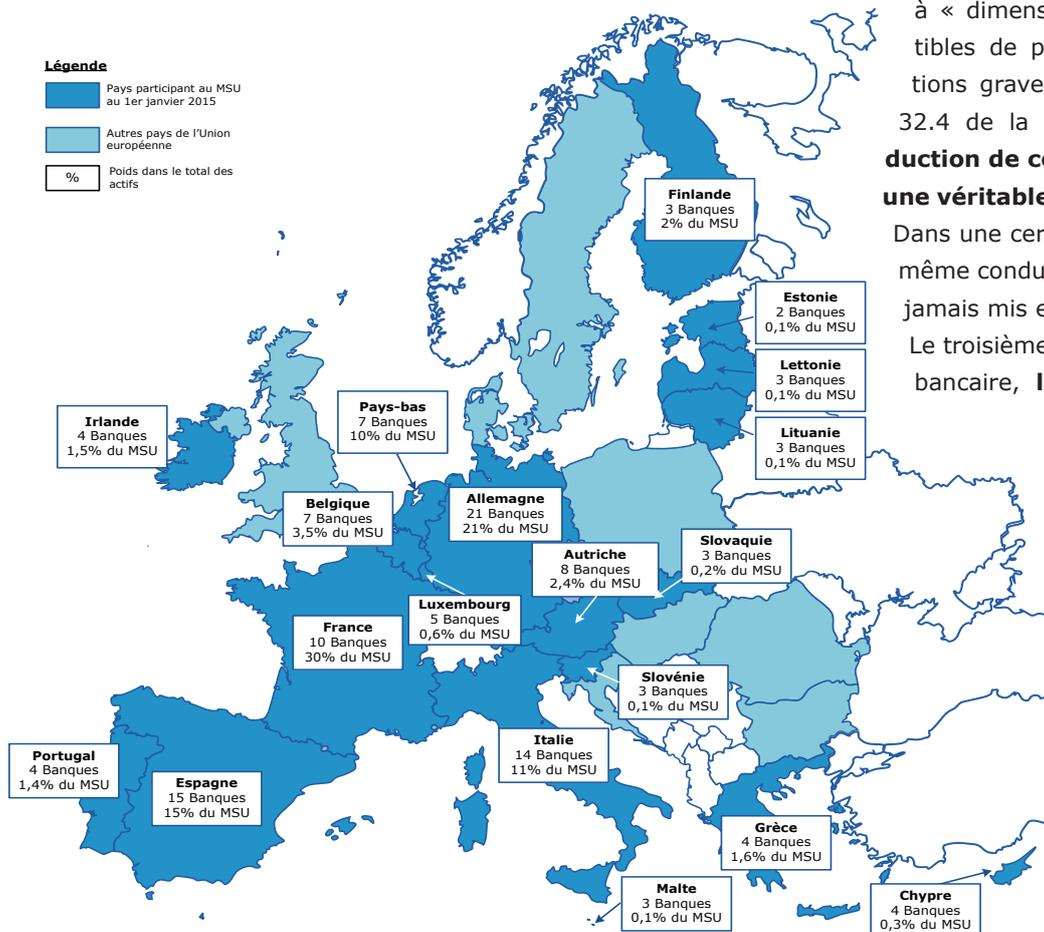 à « dimens
tibles de p
tions grave
32.4 de la
duction de c
une véritable
Dans une cer
même condu
jamais mis e
Le troisième
bancaire, l
Légende
Pays participant au MSU
au 1er janvier 2015
Autres pays de l’Union
européenne
%
Poids dans le total des
actifs
Finlande
3 Banques
2% du MSU
Estonie
2 Banques
0,1% du MSU
Lettonie
3 Banques
0,1% du MSU
Lituanie
3 Banques
0,1% du MSU
Irlande
4 Banques
1,5% du MSU
Pays-bas
7 Banques
10% du MSU
Belgique
7 Banques
3,5% du MSU
Allemagne
21 Banques
21% du MSU
Autriche
8 Banques
2,4% du MSU
Slovaquie
3 Banques
0,2% du MSU
Luxembourg
5 Banques
0,6% du MSU
France
10 Banques
30% du MSU
Slovénie
3 Banques
0,1% du MSU
Italie
14 Banques
11% du MSU
Portugal
4 Banques
1,4% du MSU
Espagne
15 Banques
15% du MSU
Grèce
4 Banques
1,6% du MSU
Malte
3 Banques
0,1% du MSU
Chypre
4 Banques
0,3% du MSU